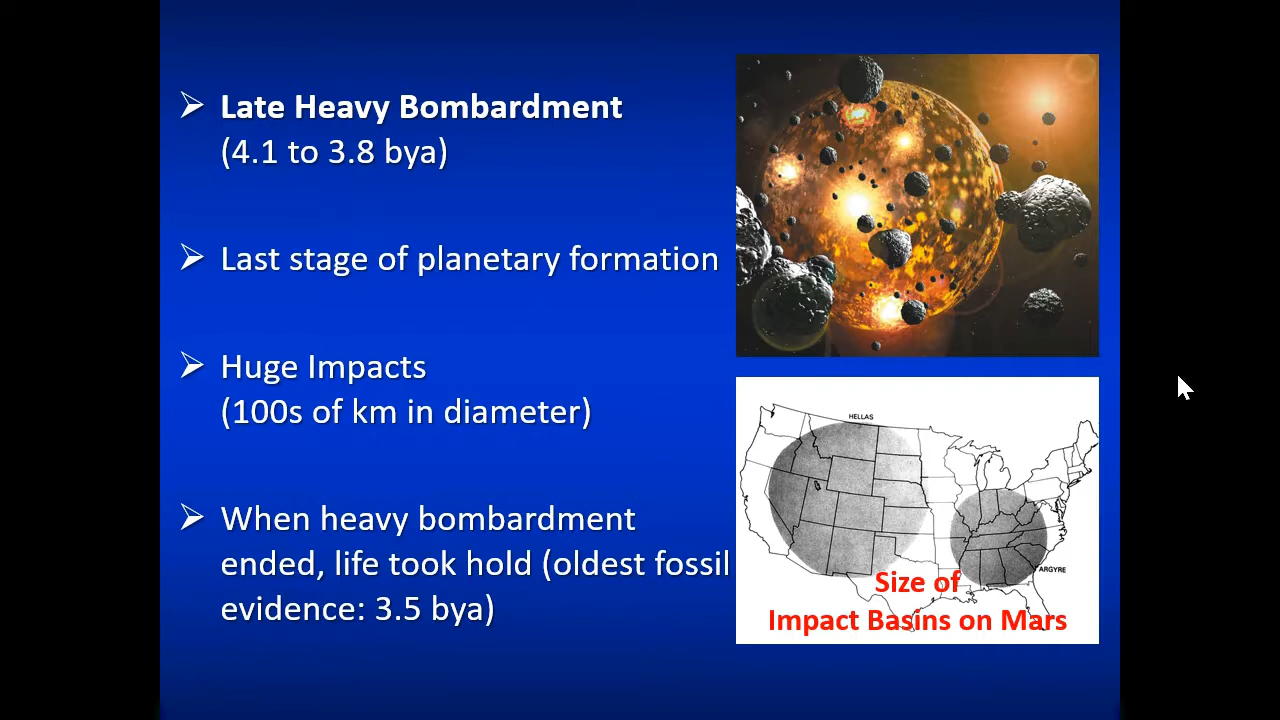 Late Heavy Bombardment
(4.1 to 3.8 bya)
Last stage of planetary formation
Huge Impacts
(100s of km in diameter)
When heavy bombardment
ended, life took hold (oldest fossil
evidence: 3.5 bya)
HELLAS
ARGYRE
Size of
Impact Basins on Mars